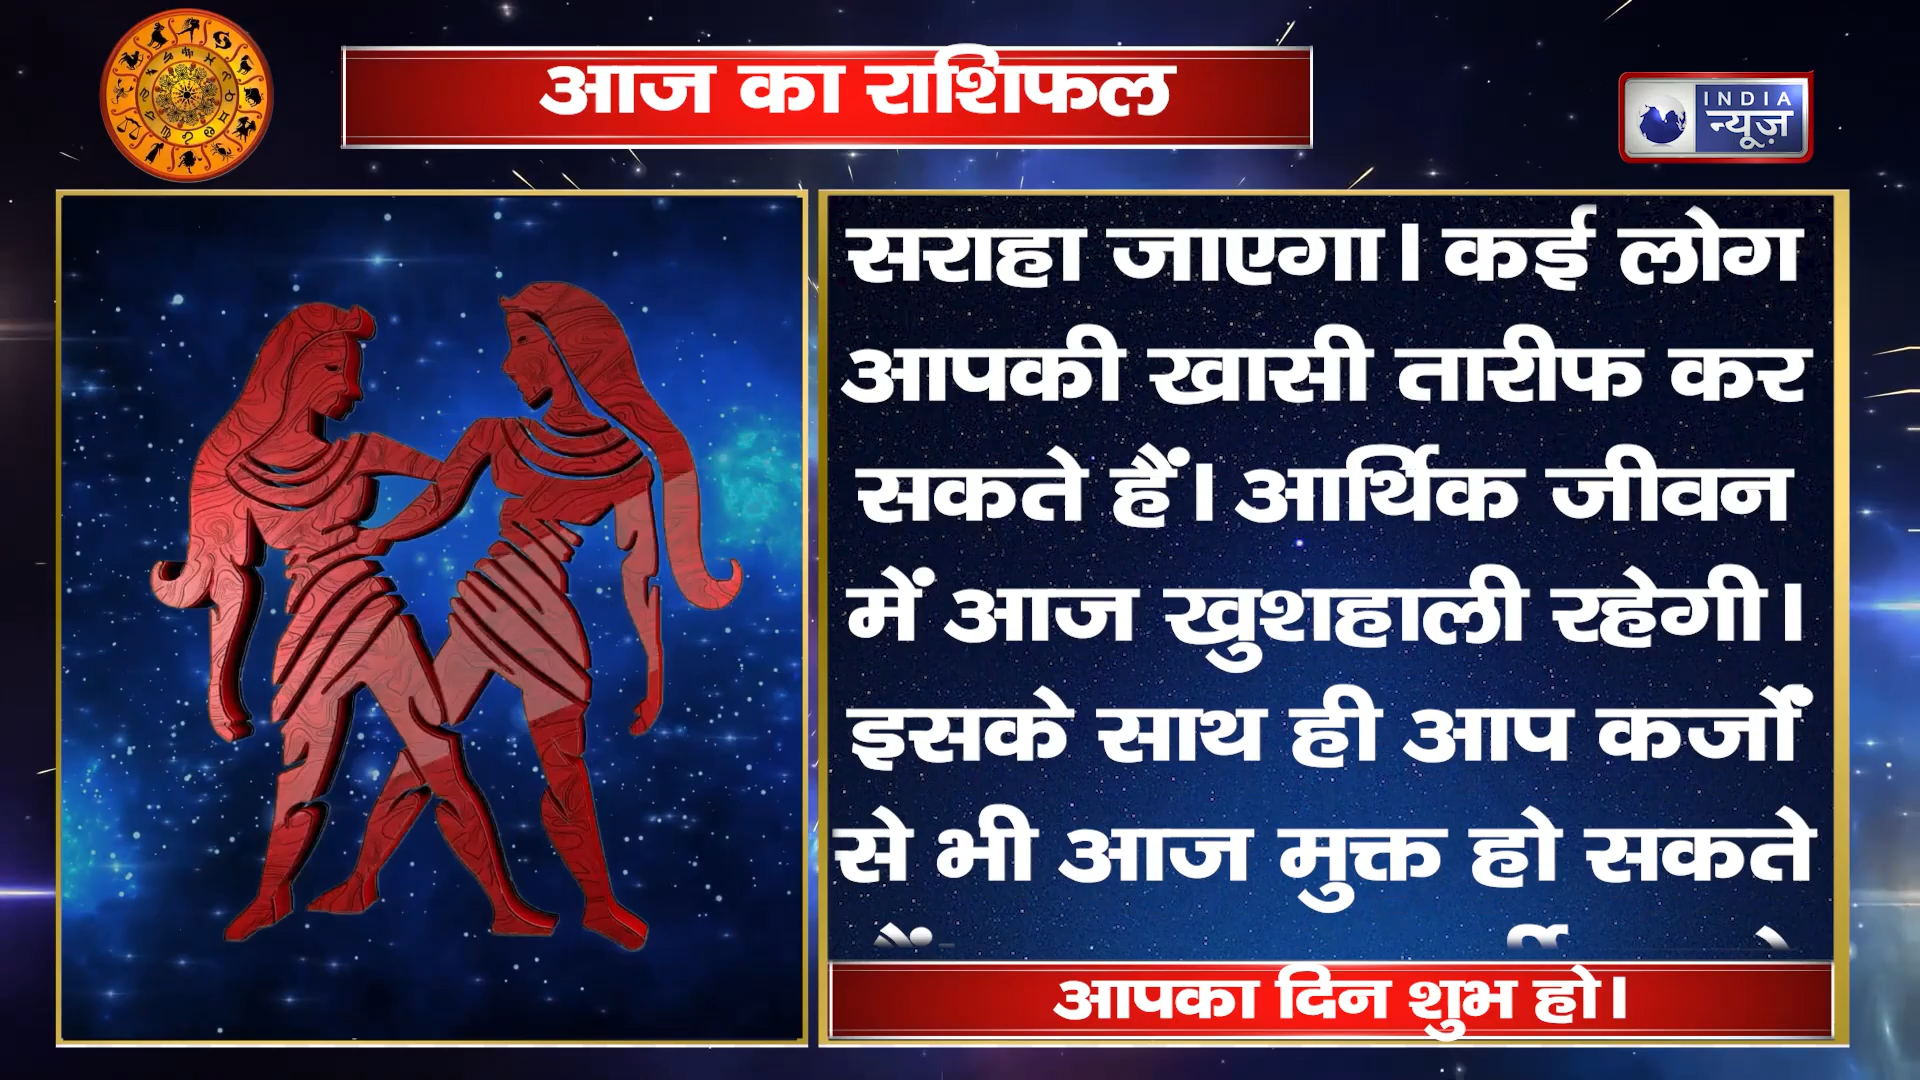 आज का राशिफल
INDIA
न्यूज़
सराहा जाएगा। कई लोग
आपकी खासी तारीफ कर
सकते हैं। आर्थिक जीवन
में आज खुशहाली रहेगी।
इसके साथ ही आप कर्जों
से भी आज मुक्त हो सकते
आपका दिन शुभ हो।